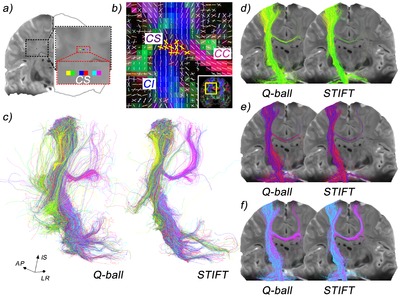 a)
CS
b)
CS
CC
CI
c)
IS
AP
LR
Q-ball
STIFT
d)
Q-ball
STIFT
e)
Q-ball
STIFT
f)
Q-ball
STIFT